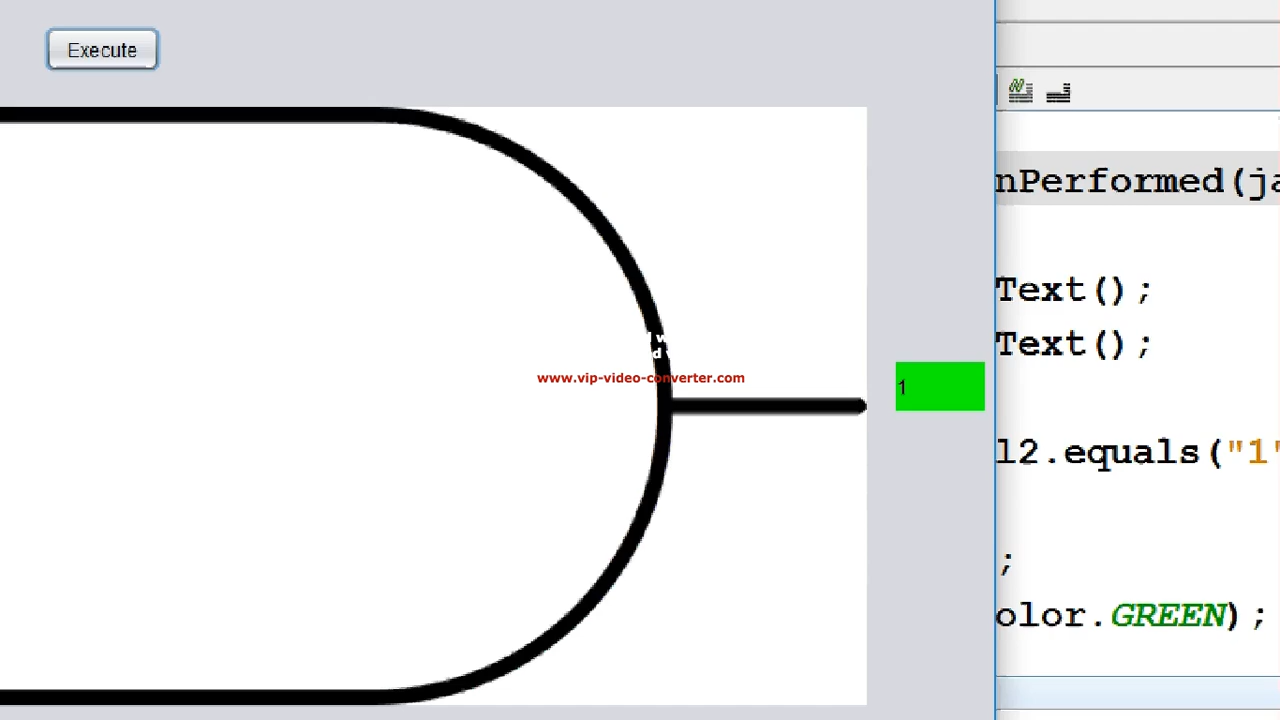 Execute
nPerformed(ja
Text();
Text();
www.vip-video-converter.com
1
l2.equals("1"
;
olor.GREEN);